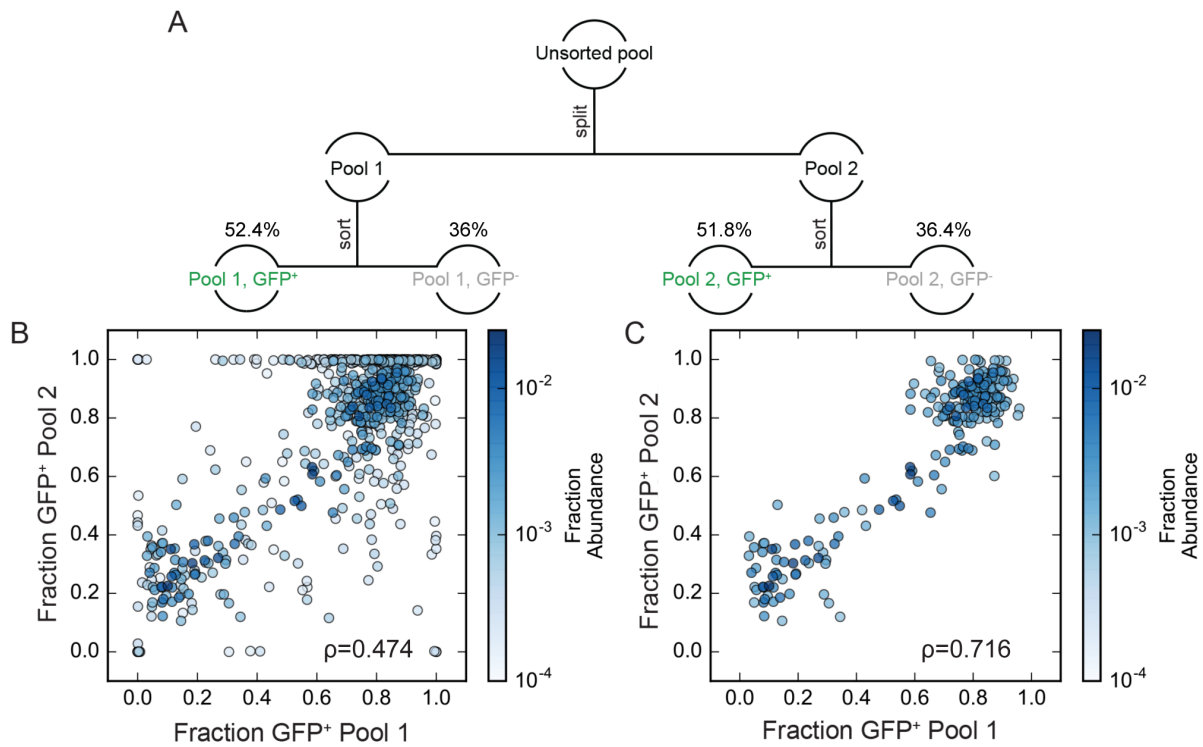 A
Unsorted pool
split
Pool 1
Pool 2
sort
sort
52.4%
36%
51.8%
36.4%
Pool 1, GFP⁺
Pool 1, GFP⁻
Pool 2, GFP⁺
Pool 2, GFP⁻
B
Fraction GFP⁺ Pool 2
1.0
0.8
0.6
0.4
0.2
0.0
0.0 0.2 0.4 0.6 0.8 1.0
Fraction GFP⁺ Pool 1
ρ=0.474
10⁻²
10⁻³
10⁻⁴
Fraction
Abundance
C
Fraction GFP⁺ Pool 2
1.0
0.8
0.6
0.4
0.2
0.0
0.0 0.2 0.4 0.6 0.8 1.0
Fraction GFP⁺ Pool 1
ρ=0.716
10⁻²
10⁻³
10⁻⁴
Fraction
Abundance